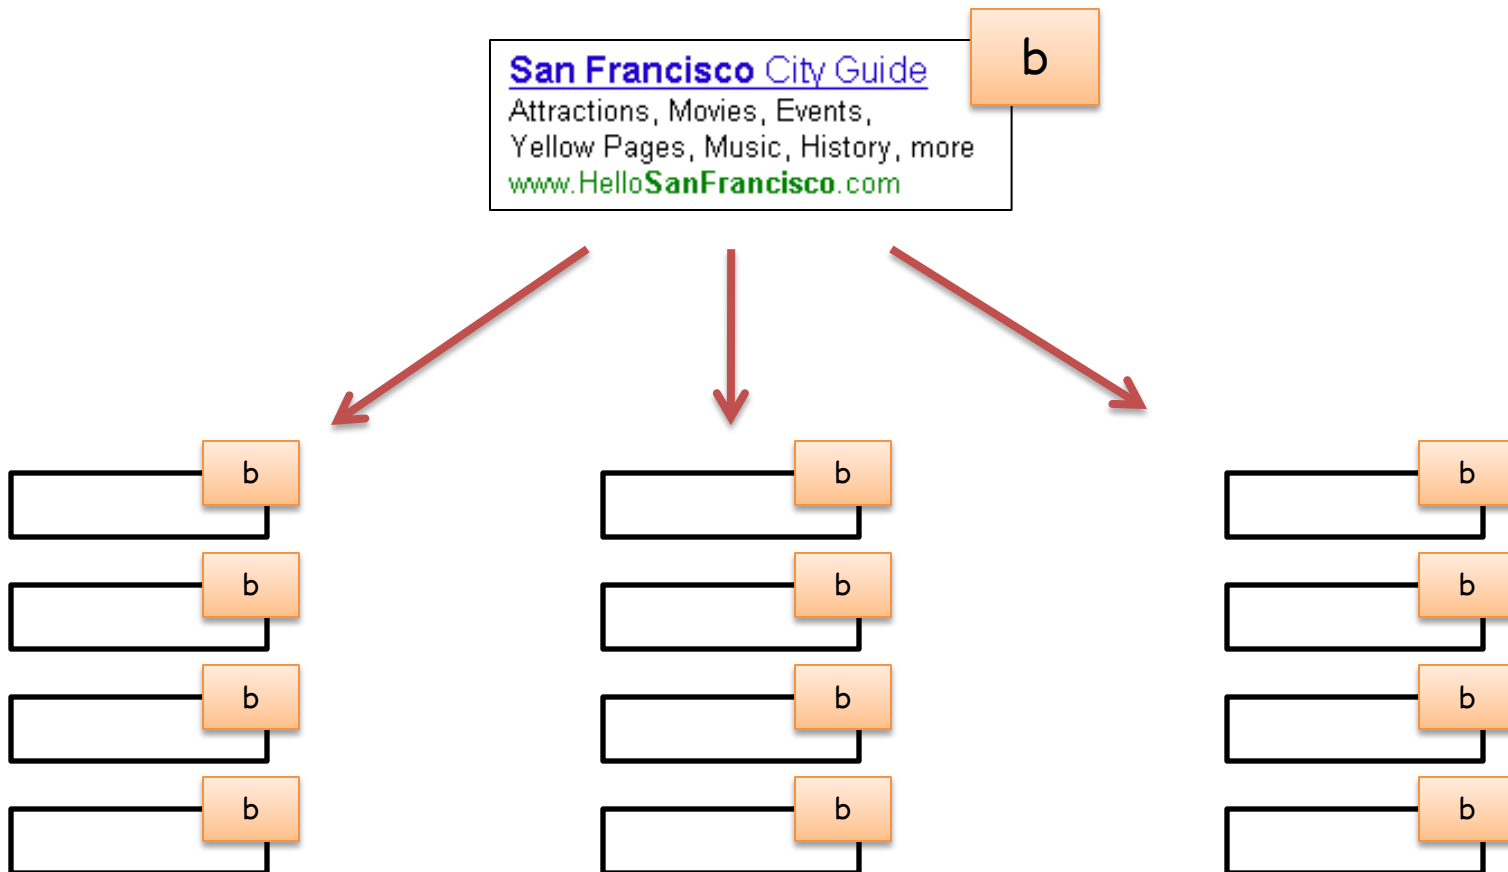 b
San Francisco City Guide
Attractions, Movies, Events,
Yellow Pages, Music, History, more
www.HelloSanFrancisco.com
b b b
b b b
b b b
b b b